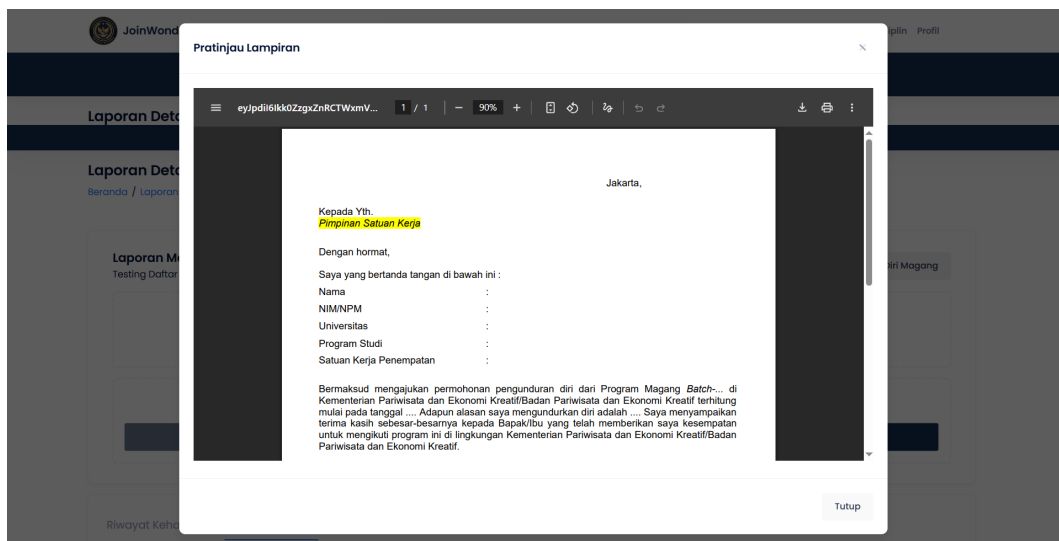 JoinWond
iplin Profil
Pratinjau Lampiran
Laporan Deta
Laporan Deta
Beranda / Laporan
Laporan Ma
Testing Daftar
Diri Magang
Riwayat Keha
1 / 1 | − 90% +
Jakarta,
Kepada Yth.
Pimpinan Satuan Kerja
Dengan hormat,
Saya yang bertanda tangan di bawah ini :
Nama :
NIM/NPM :
Universitas :
Program Studi :
Satuan Kerja Penempatan :
Bermaksud mengajukan permohonan pengunduran diri dari Program Magang Batch-... di
Kementerian Pariwisata dan Ekonomi Kreatif/Badan Pariwisata dan Ekonomi Kreatif terhitung
mulai pada tanggal .... Adapun alasan saya mengundurkan diri adalah .... Saya menyampaikan
terima kasih sebesar-besarnya kepada Bapak/Ibu yang telah memberikan saya kesempatan
untuk mengikuti program ini di lingkungan Kementerian Pariwisata dan Ekonomi Kreatif/Badan
Pariwisata dan Ekonomi Kreatif.
Tutup